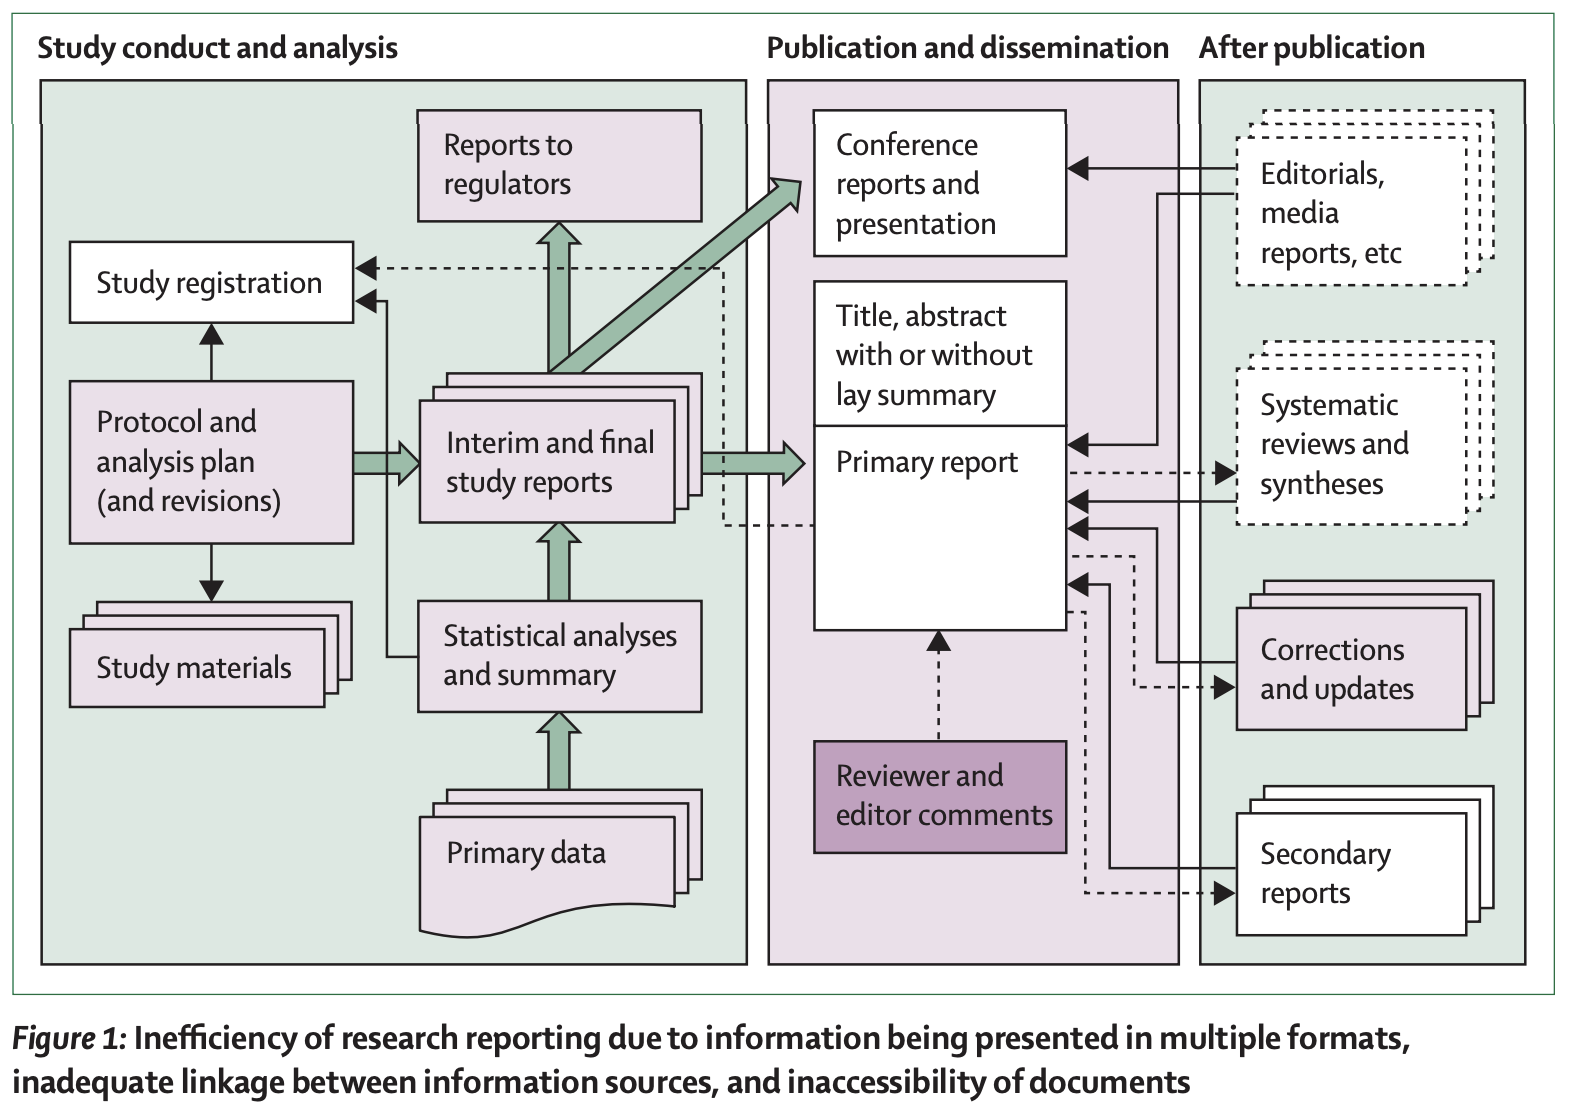 Study conduct and analysis
Publication and dissemination
After publication
Reports to
regulators
Study registration
Protocol and
analysis plan
(and revisions)
Interim and final
study reports
Study materials
Statistical analyses
and summary
Primary data
Conference
reports and
presentation
Title, abstract
with or without
lay summary
Primary report
Reviewer and
editor comments
Editorials,
media
reports, etc
Systematic
reviews and
syntheses
Corrections
and updates
Secondary
reports
Figure 1: Inefficiency of research reporting due to information being presented in multiple formats,
inadequate linkage between information sources, and inaccessibility of documents